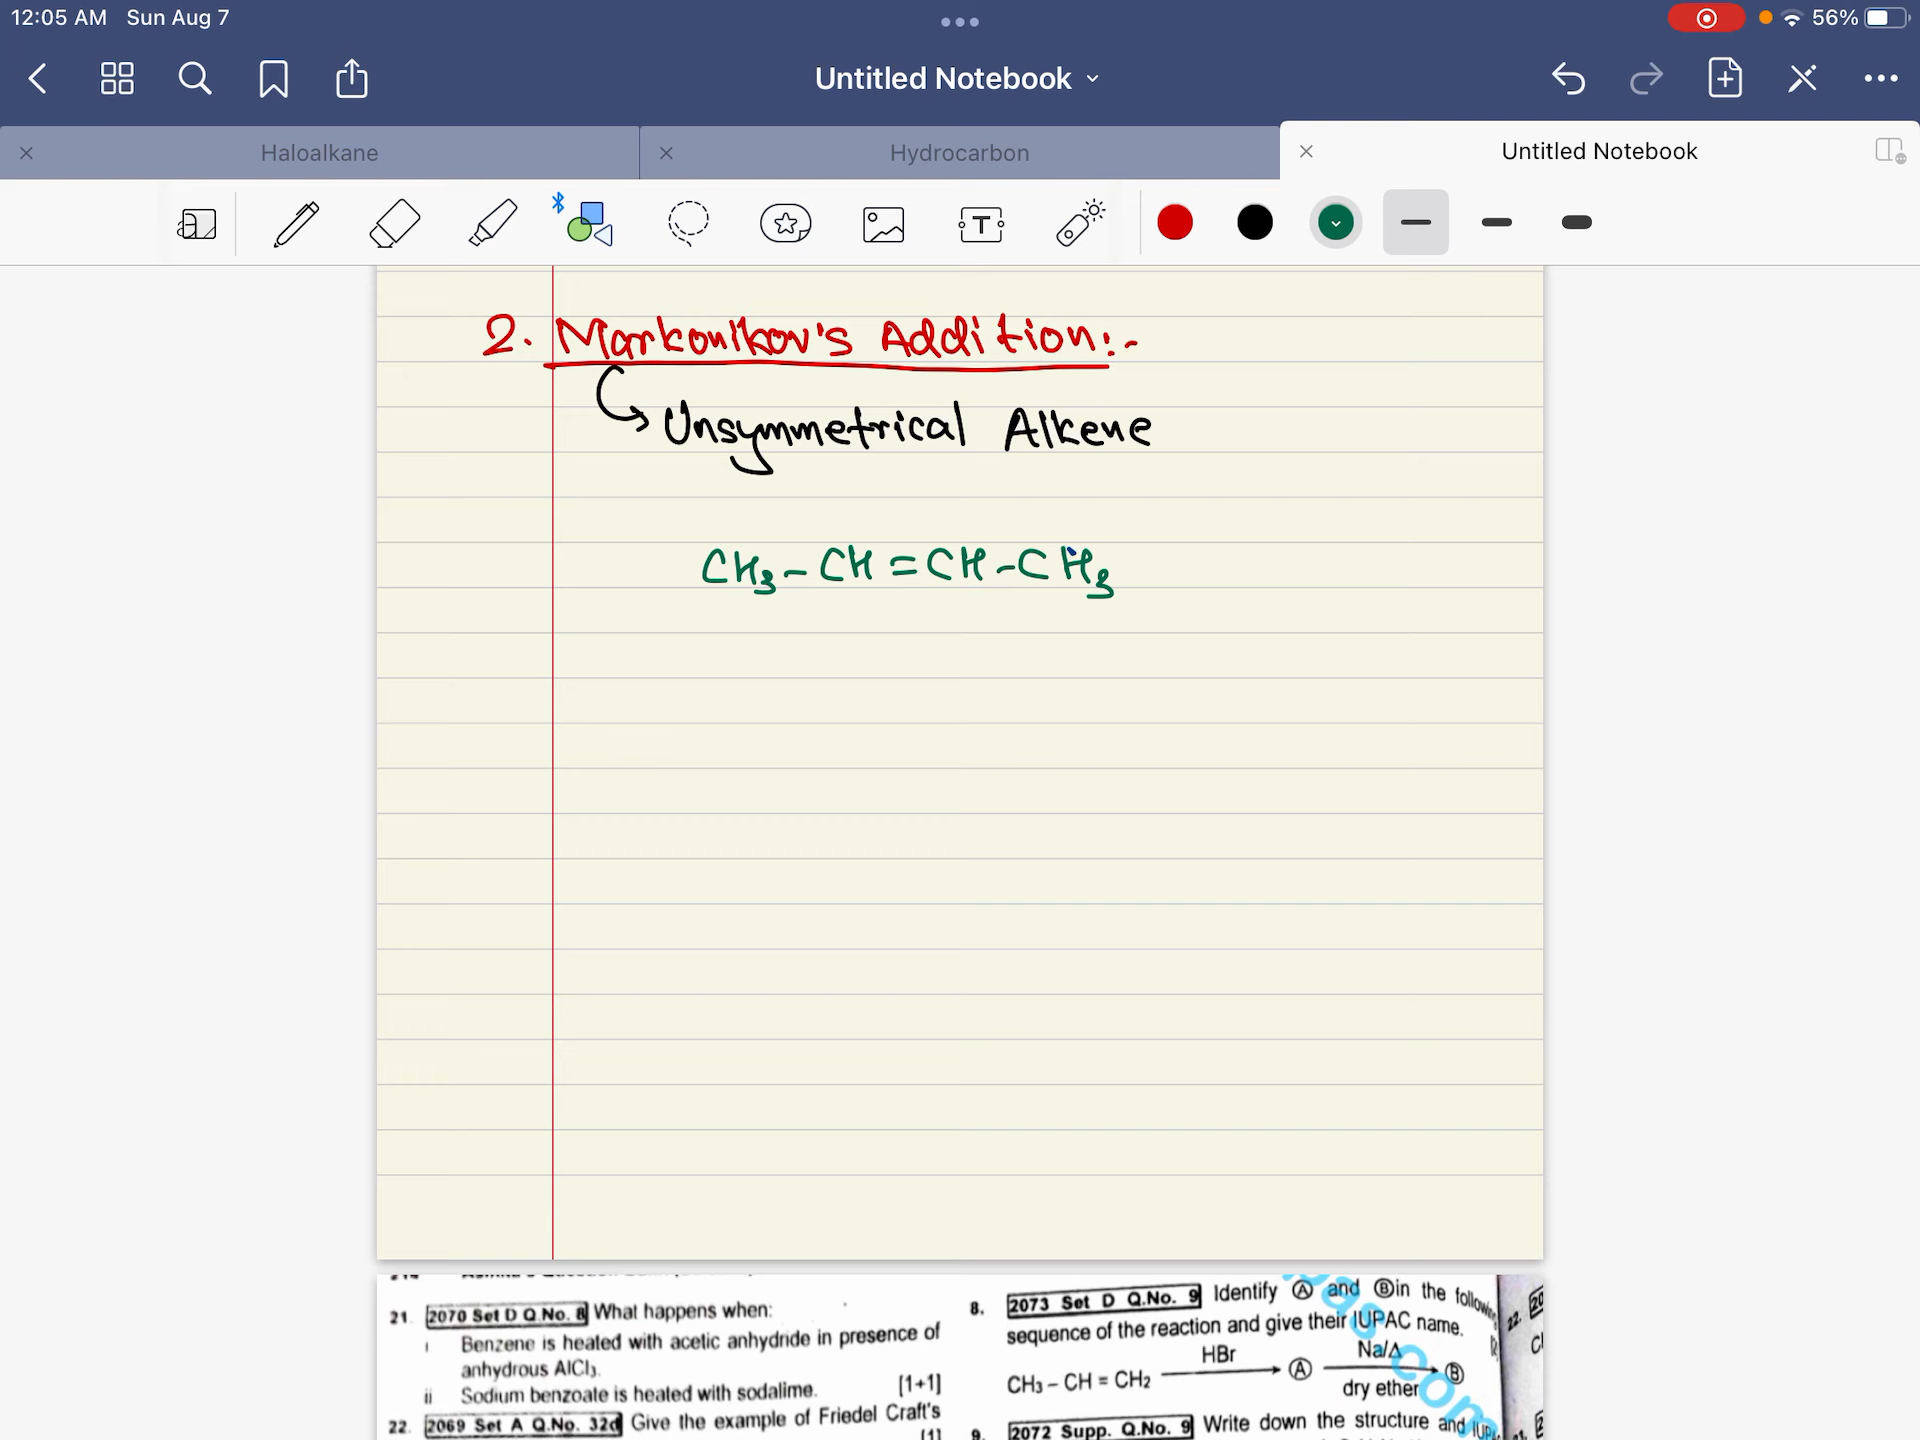 12:05 AM Sun Aug 7
56%
Untitled Notebook
Haloalkane
Hydrocarbon
Untitled Notebook
2. Markonikov's Addition:-
Unsymmetrical Alkene
CH3 - CH = CH - CH3
21. 2070 Set D Q.No. 8 What happens when:
i Benzene is heated with acetic anhydride in presence of
anhydrous AlCl3.
ii Sodium benzoate is heated with sodalime. [1+1]
22. 2069 Set A Q.No. 32d Give the example of Friedel Craft's
[1]
8. 2073 Set D Q.No. 9 Identify Ⓐ and Ⓑ in the following
sequence of the reaction and give their IUPAC name.
HBr Na/Δ
CH3 – CH = CH2 Ⓐ Ⓑ
dry ether
9. 2072 Supp. Q.No. 9 Write down the structure and
22.